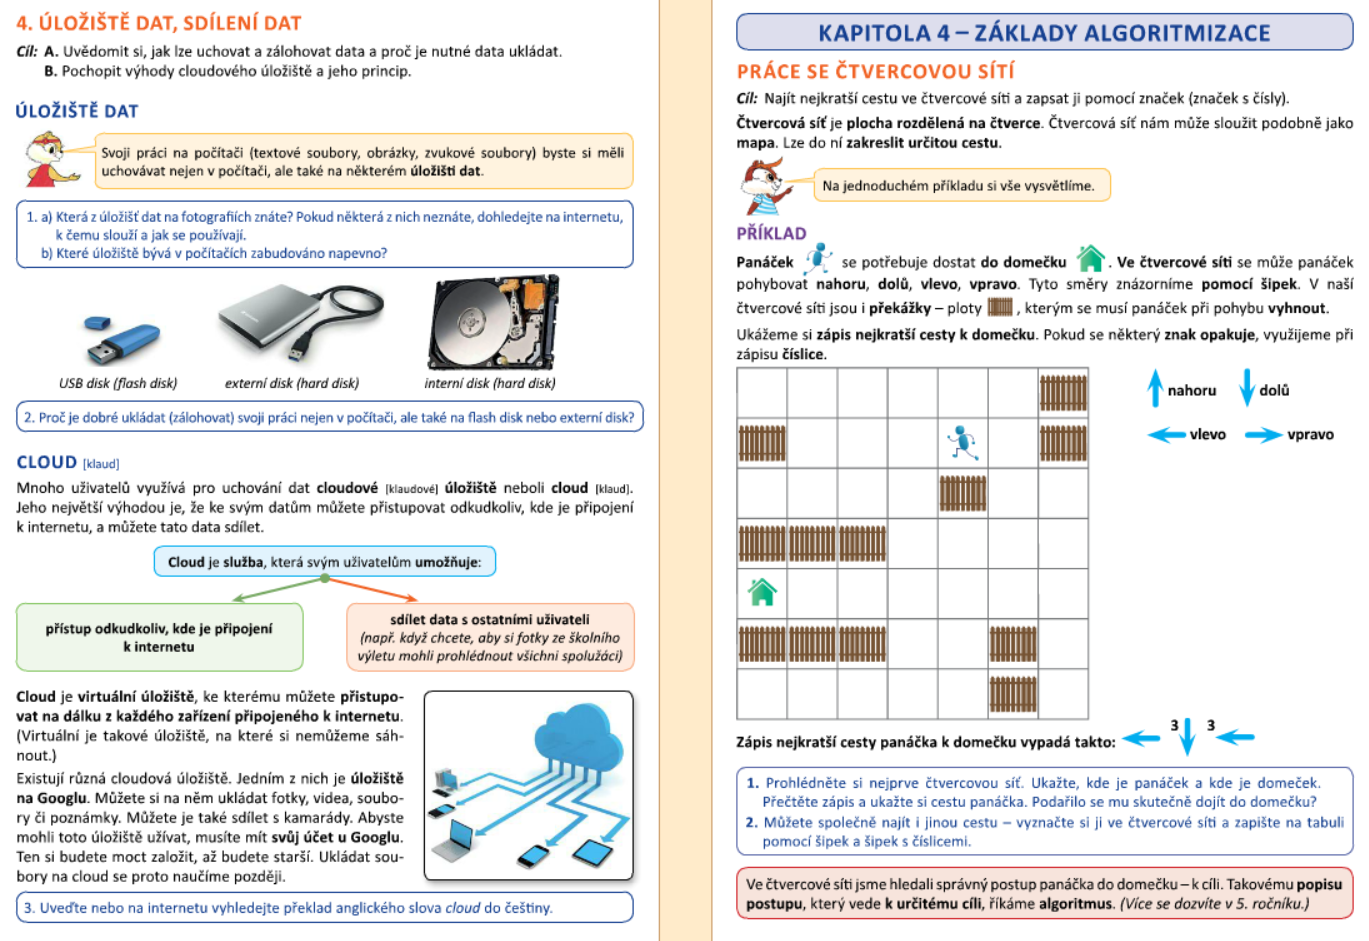 4. ÚLOŽIŠTĚ DAT, SDÍLENÍ DAT
Cíl: A. Uvědomit si, jak lze uchovat a zálohovat data a proč je nutné data ukládat.
B. Pochopit výhody cloudového úložiště a jeho princip.
ÚLOŽIŠTĚ DAT
Svoji práci na počítači (textové soubory, obrázky, zvukové soubory) byste si měli
uchovávat nejen v počítači, ale také na některém úložišti dat.
1. a) Která z úložišť dat na fotografiích znáte? Pokud některá z nich neznáte, dohledejte na internetu,
k čemu slouží a jak se používají.
b) Které úložiště bývá v počítačích zabudováno napevno?
USB disk (flash disk)
externí disk (hard disk)
interní disk (hard disk)
2. Proč je dobré ukládat (zálohovat) svoji práci nejen v počítači, ale také na flash disk nebo externí disk?
CLOUD [klaud]
Mnoho uživatelů využívá pro uchování dat cloudové [klaudové] úložiště neboli cloud [klaud].
Jeho největší výhodou je, že ke svým datům můžete přistupovat odkudkoliv, kde je připojení
k internetu, a můžete tato data sdílet.
Cloud je služba, která svým uživatelům umožňuje:
přístup odkudkoliv, kde je připojení
k internetu
sdílet data s ostatními uživateli
(např. když chcete, aby si fotky ze školního
výletu mohli prohlédnout všichni spolužáci)
Cloud je virtuální úložiště, ke kterému můžete přistupo-
vat na dálku z každého zařízení připojeného k internetu.
(Virtuální je takové úložiště, na které si nemůžeme sáh-
nout.)
Existují různá cloudová úložiště. Jedním z nich je úložiště
na Googlu. Můžete si na něm ukládat fotky, videa, soubo-
ry či poznámky. Můžete je také sdílet s kamarády. Abyste
mohli toto úložiště užívat, musíte mít svůj účet u Googlu.
Ten si budete moct založit, až budete starší. Ukládat sou-
bory na cloud se proto naučíme později.
3. Uveďte nebo na internetu vyhledejte překlad anglického slova cloud do češtiny.
KAPITOLA 4 – ZÁKLADY ALGORITMIZACE
PRÁCE SE ČTVERCOVOU SÍTÍ
Cíl: Najít nejkratší cestu ve čtvercové síti a zapsat ji pomocí značek (značek s čísly).
Čtvercová síť je plocha rozdělená na čtverce. Čtvercová síť nám může sloužit podobně jako
mapa. Lze do ní zakreslit určitou cestu.
Na jednoduchém příkladu si vše vysvětlíme.
PŘÍKLAD
Panáček se potřebuje dostat do domečku . Ve čtvercové síti se může panáček
pohybovat nahoru, dolů, vlevo, vpravo. Tyto směry znázorníme pomocí šipek. V naší
čtvercové síti jsou i překážky – ploty , kterým se musí panáček při pohybu vyhnout.
Ukážeme si zápis nejkratší cesty k domečku. Pokud se některý znak opakuje, využijeme při
zápisu číslice.
nahoru
dolů
vlevo
vpravo
Zápis nejkratší cesty panáčka k domečku vypadá takto: 3 3
1. Prohlédněte si nejprve čtvercovou síť. Ukažte, kde je panáček a kde je domeček.
Přečtěte zápis a ukažte si cestu panáčka. Podařilo se mu skutečně dojít do domečku?
2. Můžete společně najít i jinou cestu – vyznačte si ji ve čtvercové síti a zapište na tabuli
pomocí šipek a šipek s číslicemi.
Ve čtvercové síti jsme hledali správný postup panáčka do domečku – k cíli. Takovému popisu
postupu, který vede k určitému cíli, říkáme algoritmus. (Více se dozvíte v 5. ročníku.)